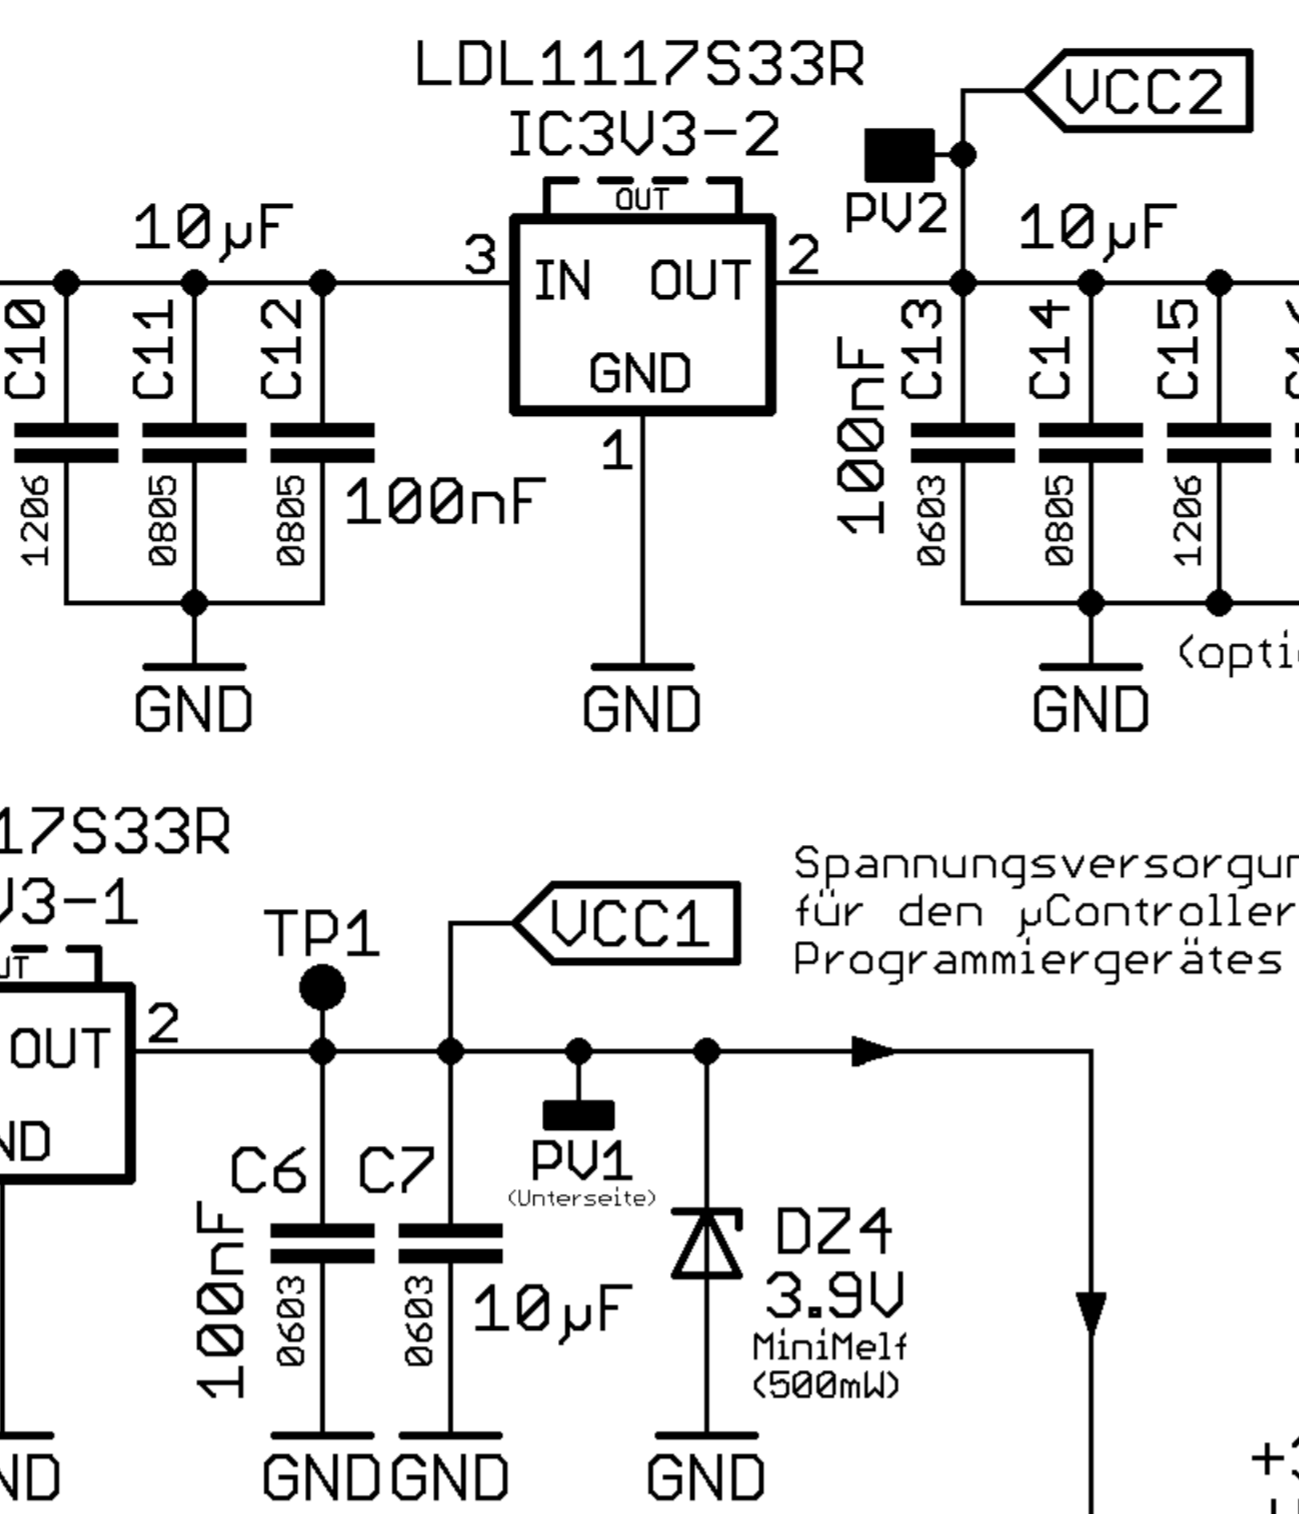 LDL1117S33R
IC3V3-2
VCC2
OUT
PV2
10µF
3
IN OUT
2
10µF
GND
1
C10
C11
C12
C13
C14
C15
100nF
100nF
1206
0805
0805
0603
0805
1206
GND
GND
GND
(opti
17S33R
V3-1
TP1
VCC1
Spannungsversorgun
für den µController
Programmiergerätes
OUT
2
ND
C6
C7
PV1
(Unterseite)
100nF
0603
0603
10µF
DZ4
3.9V
MiniMelf
(500mW)
ND
GND
GND
GND